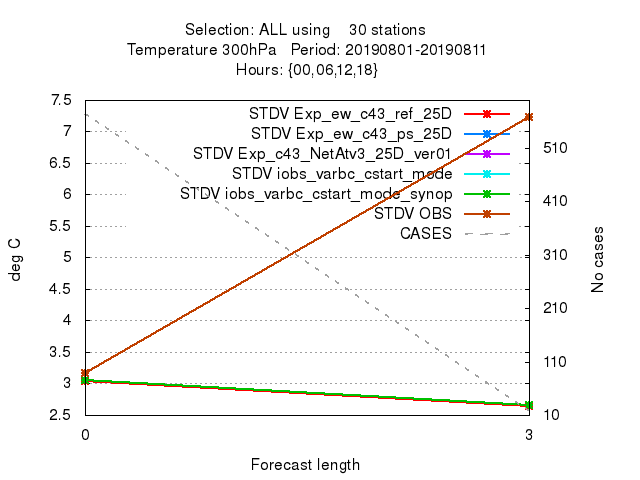 Selection: ALL using 30 stations
Temperature 300hPa Period: 20190801-20190811
Hours: {00,06,12,18}
7.5
7
6.5
6
5.5
5
4.5
4
3.5
3
2.5
deg C
STDV Exp_ew_c43_ref_25D
STDV Exp_ew_c43_ps_25D
STDV Exp_c43_NetAtv3_25D_ver01
STDV iobs_varbc_cstart_mode
STDV iobs_varbc_cstart_mode_synop
STDV OBS
CASES
510
410
310
210
110
10
No cases
0
3
Forecast length